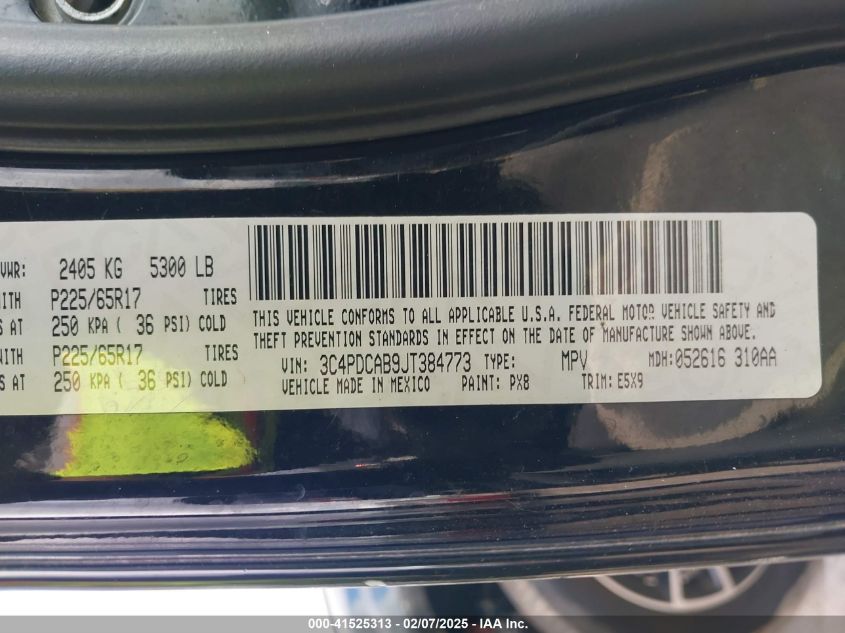 VWR: 2405 KG 5300 LB
WITH P225/65R17 TIRES
S AT 250 KPA ( 36 PSI) COLD
WITH P225/65R17 TIRES
S AT 250 KPA ( 36 PSI) COLD
THIS VEHICLE CONFORMS TO ALL APPLICABLE U.S.A. FEDERAL MOTOR VEHICLE SAFETY AND
THEFT PREVENTION STANDARDS IN EFFECT ON THE DATE OF MANUFACTURE SHOWN ABOVE.
VIN: 3C4PDCAB9JT384773 TYPE: MPV MDH: 052616 310AA
VEHICLE MADE IN MEXICO PAINT: PX8 TRIM: E5X9
000-41525313 - 02/07/2025 - IAA Inc.